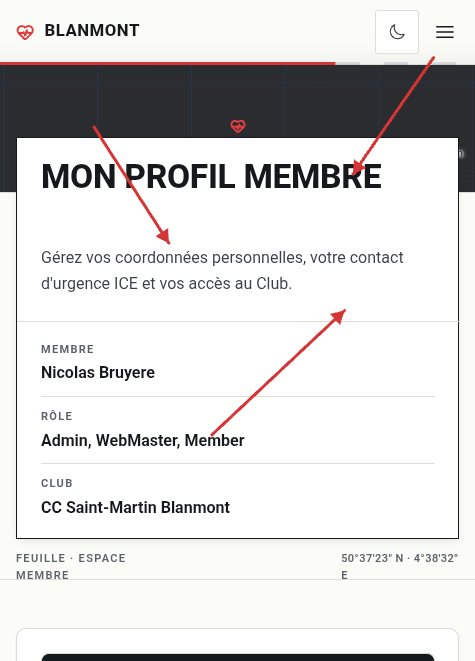 BLANMONT
MON PROFIL MEMBRE
Gérez vos coordonnées personnelles, votre contact
d'urgence ICE et vos accès au Club.
MEMBRE
Nicolas Bruyere
RÔLE
Admin, WebMaster, Member
CLUB
CC Saint-Martin Blanmont
FEUILLE · ESPACE
MEMBRE
50°37'23" N · 4°38'32"
E